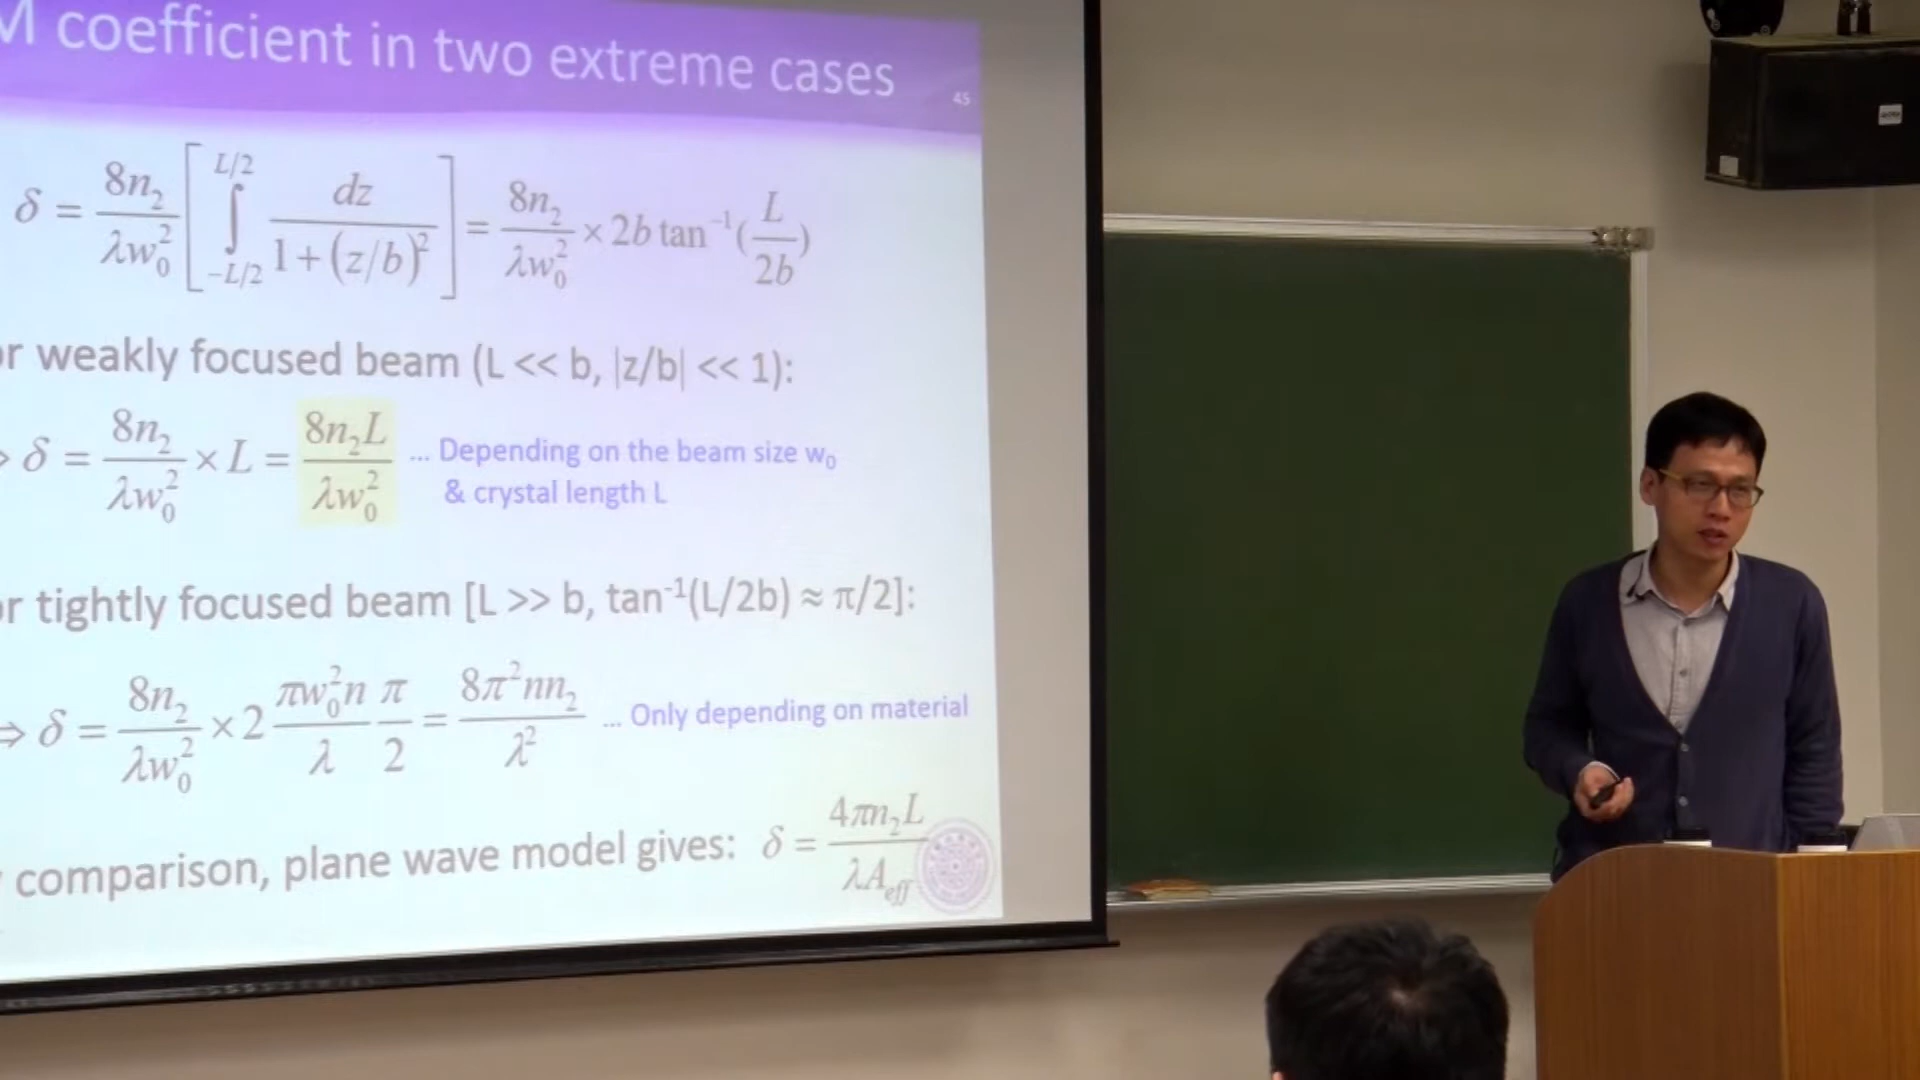 M coefficient in two extreme cases
45
δ = 8n₂/λw₀² [∫_{-L/2}^{L/2} dz/(1+(z/b)²)] = 8n₂/λw₀² × 2b tan⁻¹(L/2b)
or weakly focused beam (L << b, |z/b| << 1):
δ = 8n₂/λw₀² × L = 8n₂L/λw₀² ... Depending on the beam size w₀
& crystal length L
or tightly focused beam [L >> b, tan⁻¹(L/2b) ≈ π/2]:
⇒ δ = 8n₂/λw₀² × 2 πw₀²n/λ π/2 = 8π²nn₂/λ² ... Only depending on material
comparison, plane wave model gives: δ = 4πn₂L/λA_eff